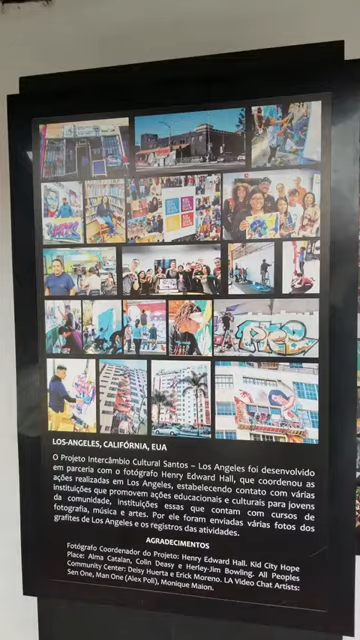 LOS-ANGELES, CALIFÓRNIA, EUA
O Projeto Intercâmbio Cultural Santos – Los Angeles foi desenvolvido
em parceria com o fotógrafo Henry Edward Hall, que coordenou as
ações realizadas em Los Angeles, estabelecendo contato com várias
instituições que promovem ações educacionais e culturais para jovens
da comunidade, instituições essas que contam com cursos de
fotografia, música e artes. Por ele foram enviadas várias fotos dos
grafites de Los Angeles e os registros das atividades.
AGRADECIMENTOS
Fotógrafo Coordenador do Projeto: Henry Edward Hall. Kid City Hope
Place: Alma Catalan, Colin Deasy e Herley-Jim Bowling. All Peoples
Community Center: Deisy Huerta e Erick Moreno. LA Video Chat Artists:
Sen One, Man One (Alex Poli), Monique Maion.